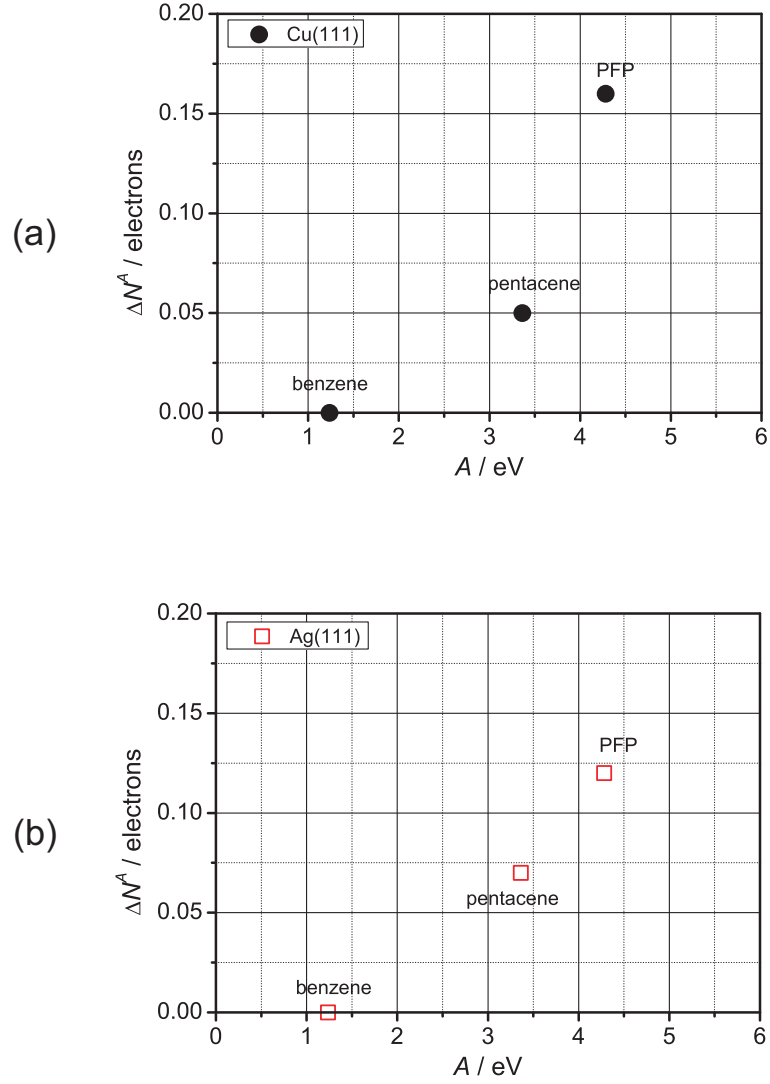 0.20
Cu(111)
PFP
0.15
(a)
ΔN^A / electrons
0.10
pentacene
0.05
benzene
0.00
0 1 2 3 4 5 6
A / eV
0.20
Ag(111)
0.15
PFP
(b)
ΔN^A / electrons
0.10
pentacene
0.05
benzene
0.00
0 1 2 3 4 5 6
A / eV